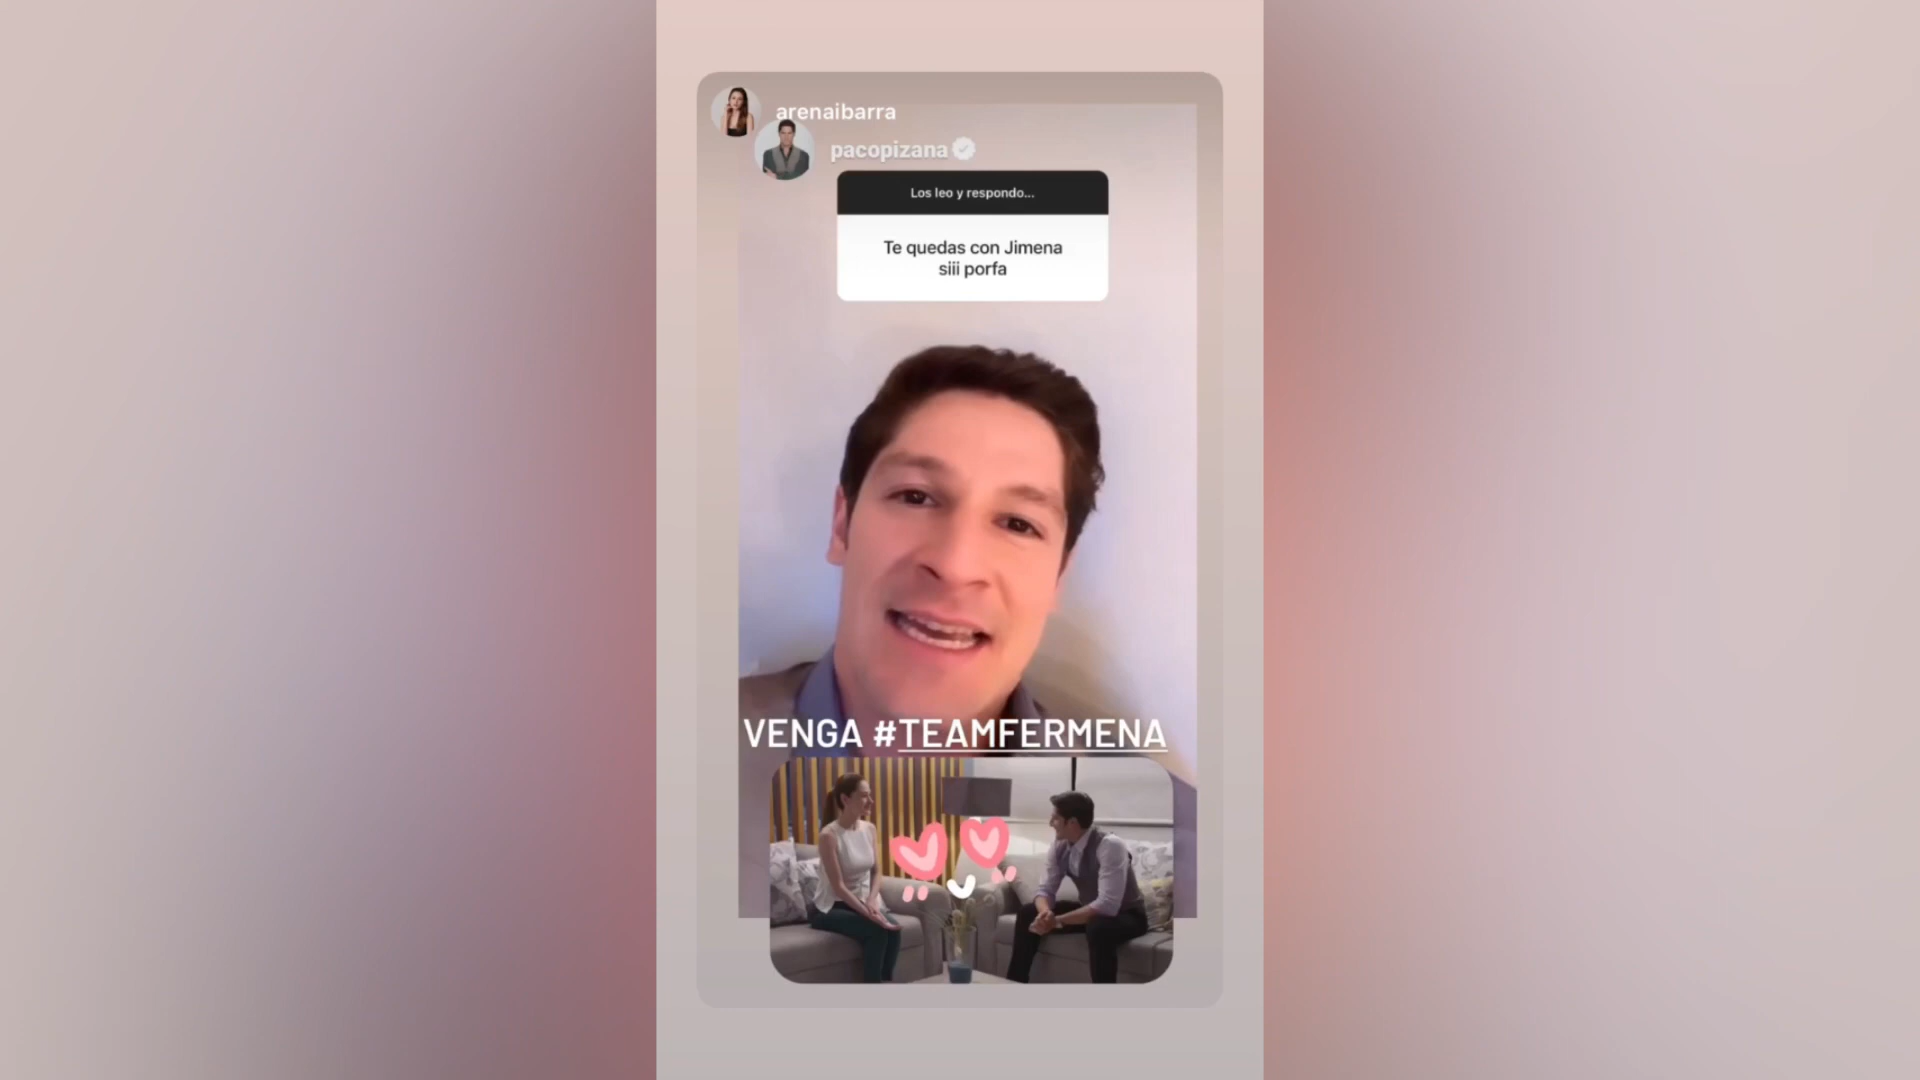 arenaibarra
pacopizana
Los leo y respondo...
Te quedas con Jimena
siii porfa
VENGA #TEAMFERMENA